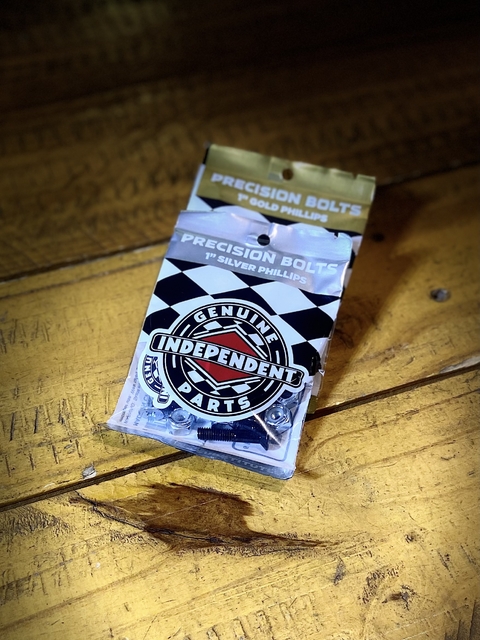 PRECISION BOLTS
1" GOLD PHILLIPS
PRECISION BOLTS
1" SILVER PHILLIPS
GENUINE
INDEPENDENT
PARTS